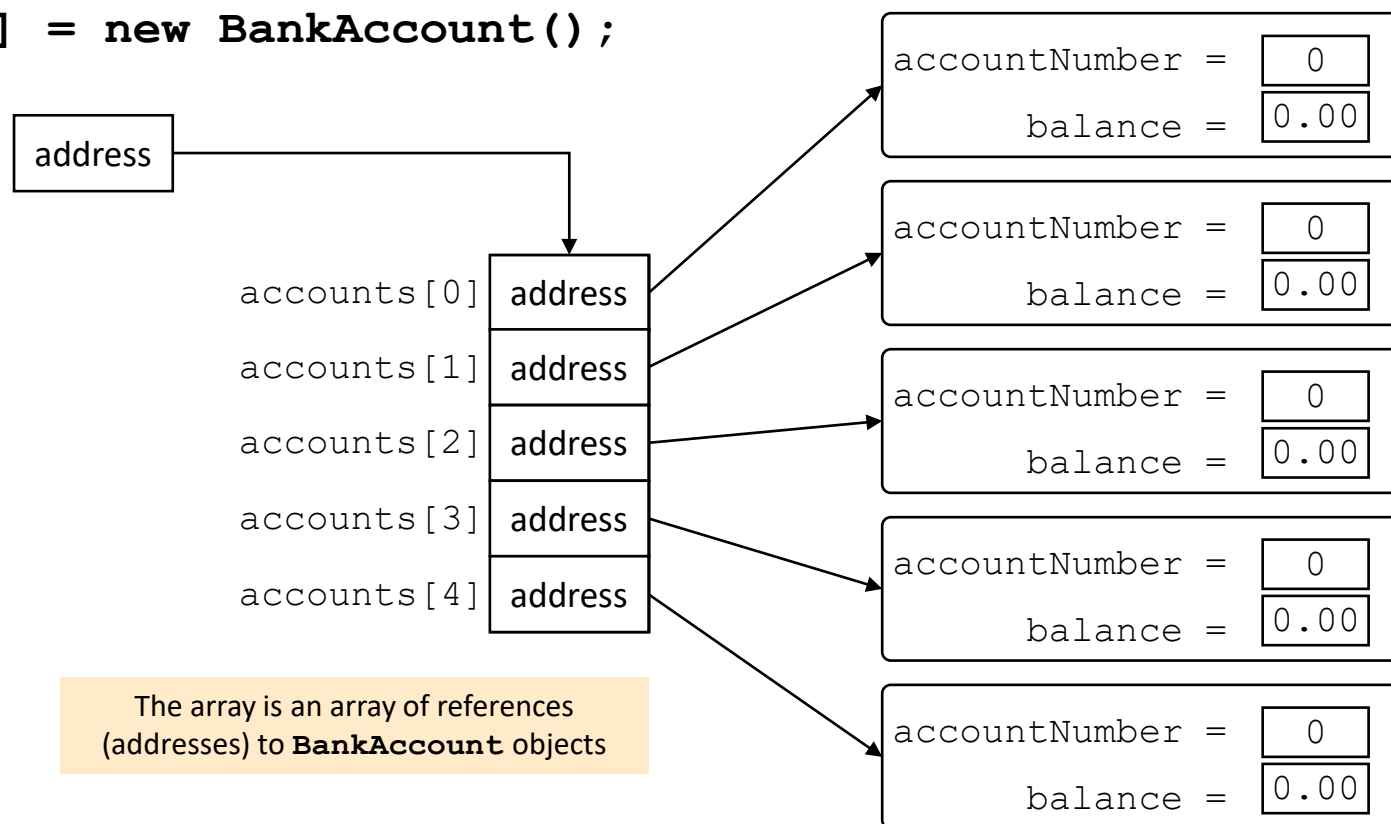 ] = new BankAccount();
address
accounts[0] address
accounts[1] address
accounts[2] address
accounts[3] address
accounts[4] address
The array is an array of references
(addresses) to BankAccount objects
accountNumber = 0
balance = 0.00
accountNumber = 0
balance = 0.00
accountNumber = 0
balance = 0.00
accountNumber = 0
balance = 0.00
accountNumber = 0
balance = 0.00